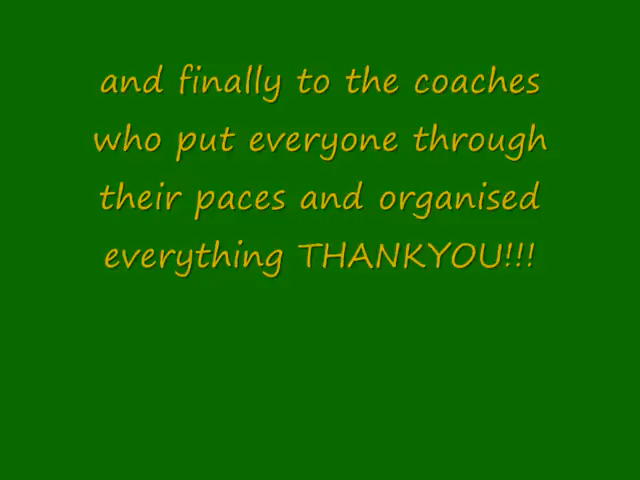 and finally to the coaches
who put everyone through
their paces and organised
everything THANKYOU!!!